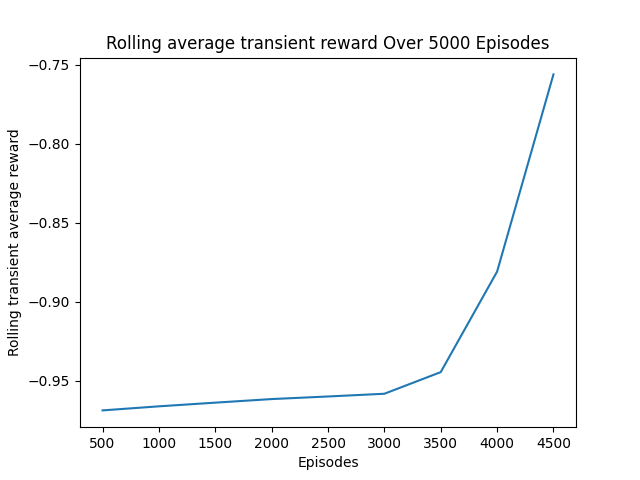 Rolling average transient reward Over 5000 Episodes
Rolling transient average reward
−0.75
−0.80
−0.85
−0.90
−0.95
500 1000 1500 2000 2500 3000 3500 4000 4500
Episodes